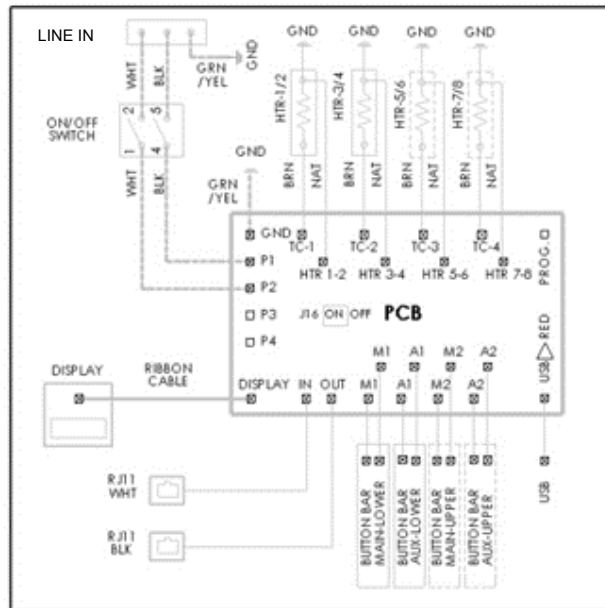 LINE IN
WHT
BLK
GRN
/YEL
GND
ON/OFF
SWITCH
2
5
1
4
WHT
BLK
GRN
/YEL
GND
GND
GND
GND
GND
HTR-1/2
HTR-3/4
HTR-5/6
HTR-7/8
BRN
NAT
BRN
NAT
BRN
NAT
BRN
NAT
GND
P1
P2
P3
P4
TC-1
TC-2
TC-3
TC-4
HTR 1-2
HTR 3-4
HTR 5-6
HTR 7-8
PROG.
J16 ON OFF
PCB
RED
USB
M1
A1
M2
A2
DISPLAY
RIBBON
CABLE
DISPLAY
IN
OUT
M1
A1
M2
A2
RJ11
WHT
RJ11
BLK
BUTTON BAR
MAIN-LOWER
BUTTON BAR
AUX-LOWER
BUTTON BAR
MAIN-UPPER
BUTTON BAR
AUX-UPPER
USB